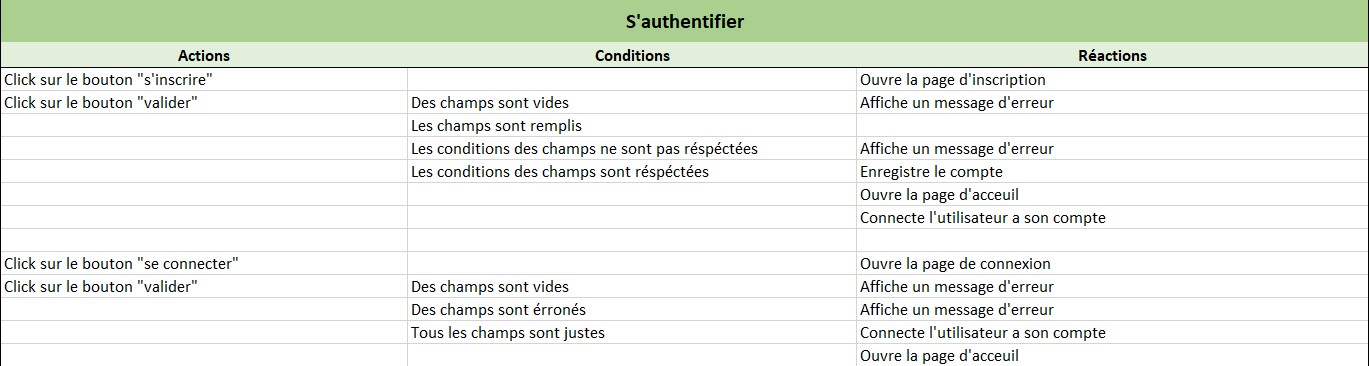 S'authentifier
Actions Conditions Réactions
Click sur le bouton "s'inscrire" Ouvre la page d'inscription
Click sur le bouton "valider" Des champs sont vides Affiche un message d'erreur
Les champs sont remplis
Les conditions des champs ne sont pas réspéctées Affiche un message d'erreur
Les conditions des champs sont réspéctées Enregistre le compte
Ouvre la page d'acceuil
Connecte l'utilisateur a son compte
Click sur le bouton "se connecter" Ouvre la page de connexion
Click sur le bouton "valider" Des champs sont vides Affiche un message d'erreur
Des champs sont érronés Affiche un message d'erreur
Tous les champs sont justes Connecte l'utilisateur a son compte
Ouvre la page d'acceuil